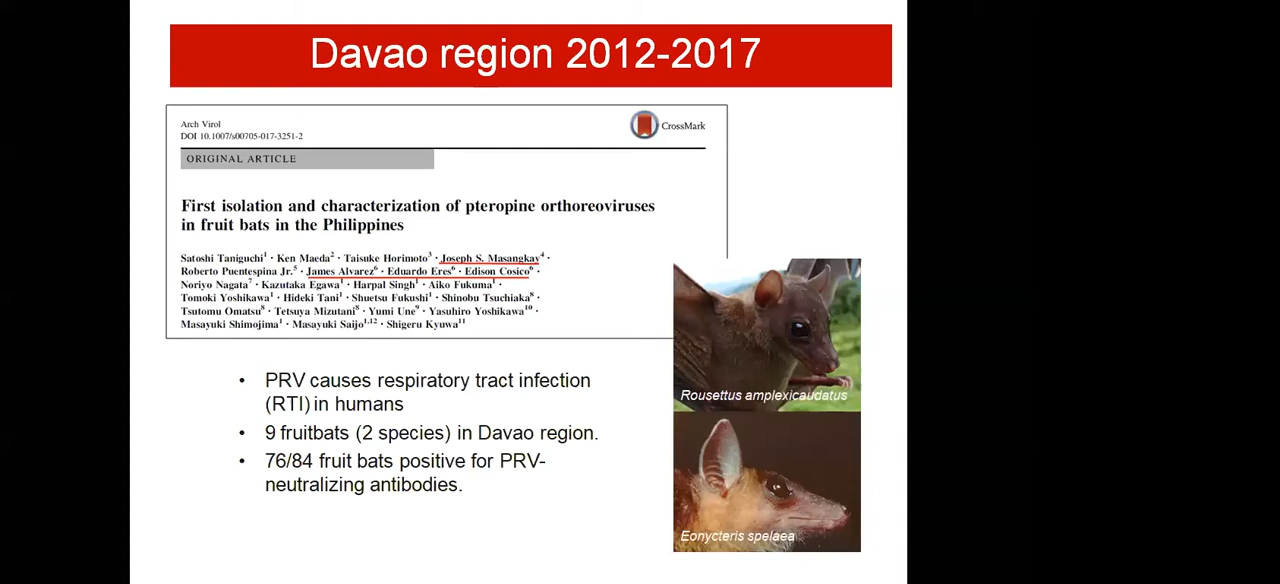 Davao region 2012-2017
Arch Virol
DOI 10.1007/s00705-017-3251-2
CrossMark
ORIGINAL ARTICLE
First isolation and characterization of pteropine orthoreoviruses
in fruit bats in the Philippines
Satoshi Taniguchi¹ · Ken Maeda² · Taisuke Horimoto³ · Joseph S. Masangkay⁴ ·
Roberto Puentespina Jr.⁵ · James Alvarez⁶ · Eduardo Eres⁶ · Edison Cosico⁶ ·
Noriyo Nagata⁷ · Kazutaka Egawa¹ · Harpal Singh¹ · Aiko Fukuma¹ ·
Tomoki Yoshikawa¹ · Hideki Tani¹ · Shuetsu Fukushi¹ · Shinobu Tsuchiaka⁸ ·
Tsutomu Omatsu⁸ · Tetsuya Mizutani⁸ · Yumi Une⁹ · Yasuhiro Yoshikawa¹⁰ ·
Masayuki Shimojima¹ · Masayuki Saijo¹,¹² · Shigeru Kyuwa¹¹
• PRV causes respiratory tract infection
(RTI) in humans
• 9 fruitbats (2 species) in Davao region.
• 76/84 fruit bats positive for PRV-
neutralizing antibodies.
Rousettus amplexicaudatus
Eonycteris spelaea